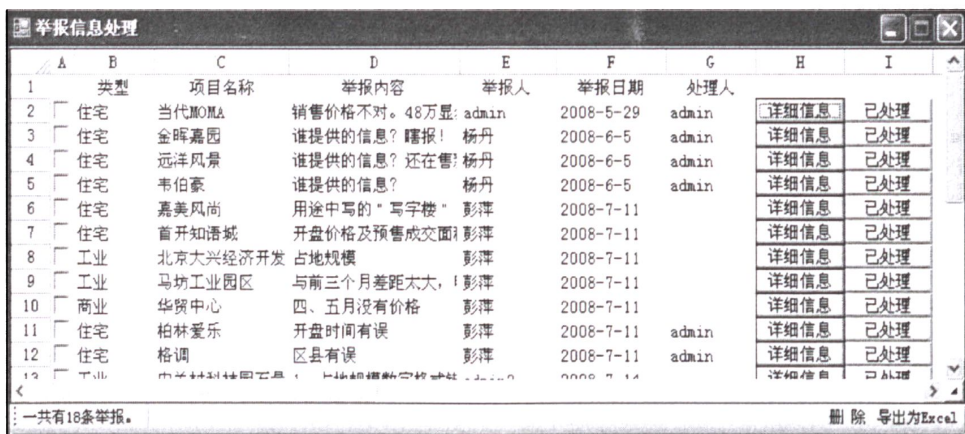 举报信息处理
A B C D E F G H I
1 类型 项目名称 举报内容 举报人 举报日期 处理人
2 住宅 当代MOMA 销售价格不对。48万显 admin 2008-5-29 admin 详细信息 已处理
3 住宅 金晖嘉园 谁提供的信息?瞎报! 杨丹 2008-6-5 admin 详细信息 已处理
4 住宅 远洋风景 谁提供的信息?还在售 杨丹 2008-6-5 admin 详细信息 已处理
5 住宅 韦伯豪 谁提供的信息? 杨丹 2008-6-5 admin 详细信息 已处理
6 住宅 嘉美风尚 用途中写的"写字楼" 彭萍 2008-7-11 详细信息 已处理
7 住宅 首开知语城 开盘价格及预售成交面 彭萍 2008-7-11 详细信息 已处理
8 工业 北京大兴经济开发 占地规模 彭萍 2008-7-11 详细信息 已处理
9 工业 马坊工业园区 与前三个月差距太大, 彭萍 2008-7-11 详细信息 已处理
10 商业 华贸中心 四、五月没有价格 彭萍 2008-7-11 详细信息 已处理
11 住宅 柏林爱乐 开盘时间有误 彭萍 2008-7-11 admin 详细信息 已处理
12 住宅 格调 区县有误 彭萍 2008-7-11 admin 详细信息 已处理
一共有18条举报。 删 除 导出为Excel